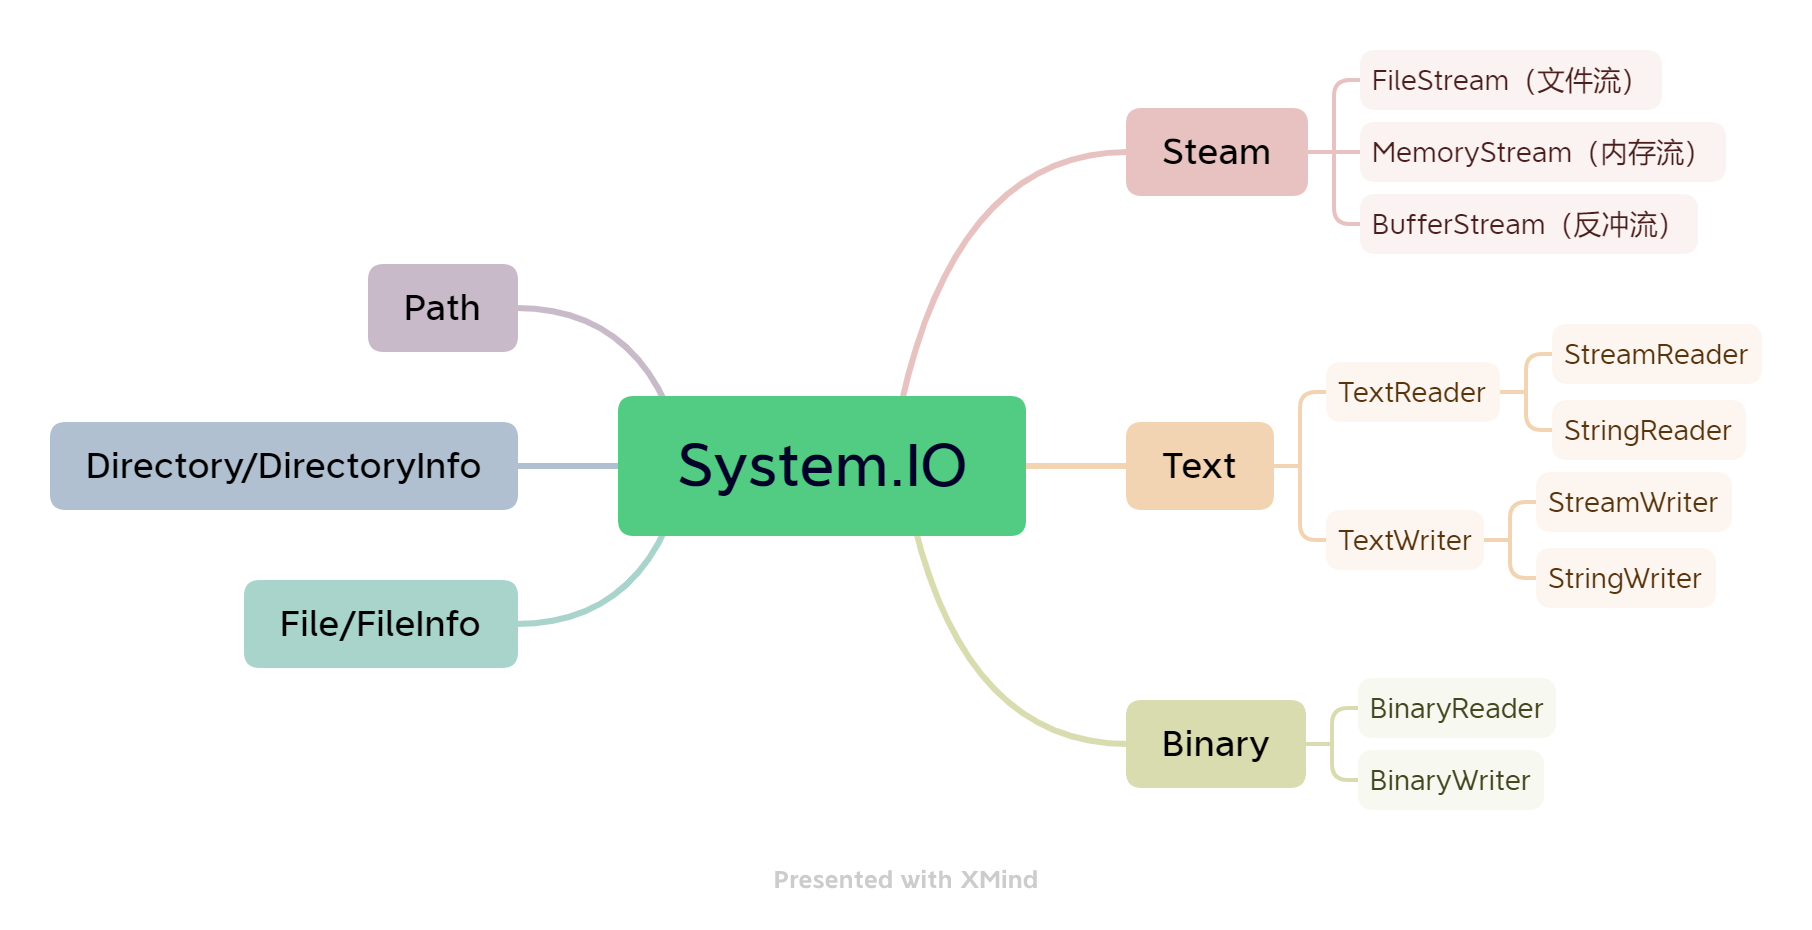 System.IO
Steam
FileStream（文件流）
MemoryStream（内存流）
BufferStream（反冲流）
Text
TextReader
StreamReader
StringReader
TextWriter
StreamWriter
StringWriter
Binary
BinaryReader
BinaryWriter
Path
Directory/DirectoryInfo
File/FileInfo
Presented with XMind